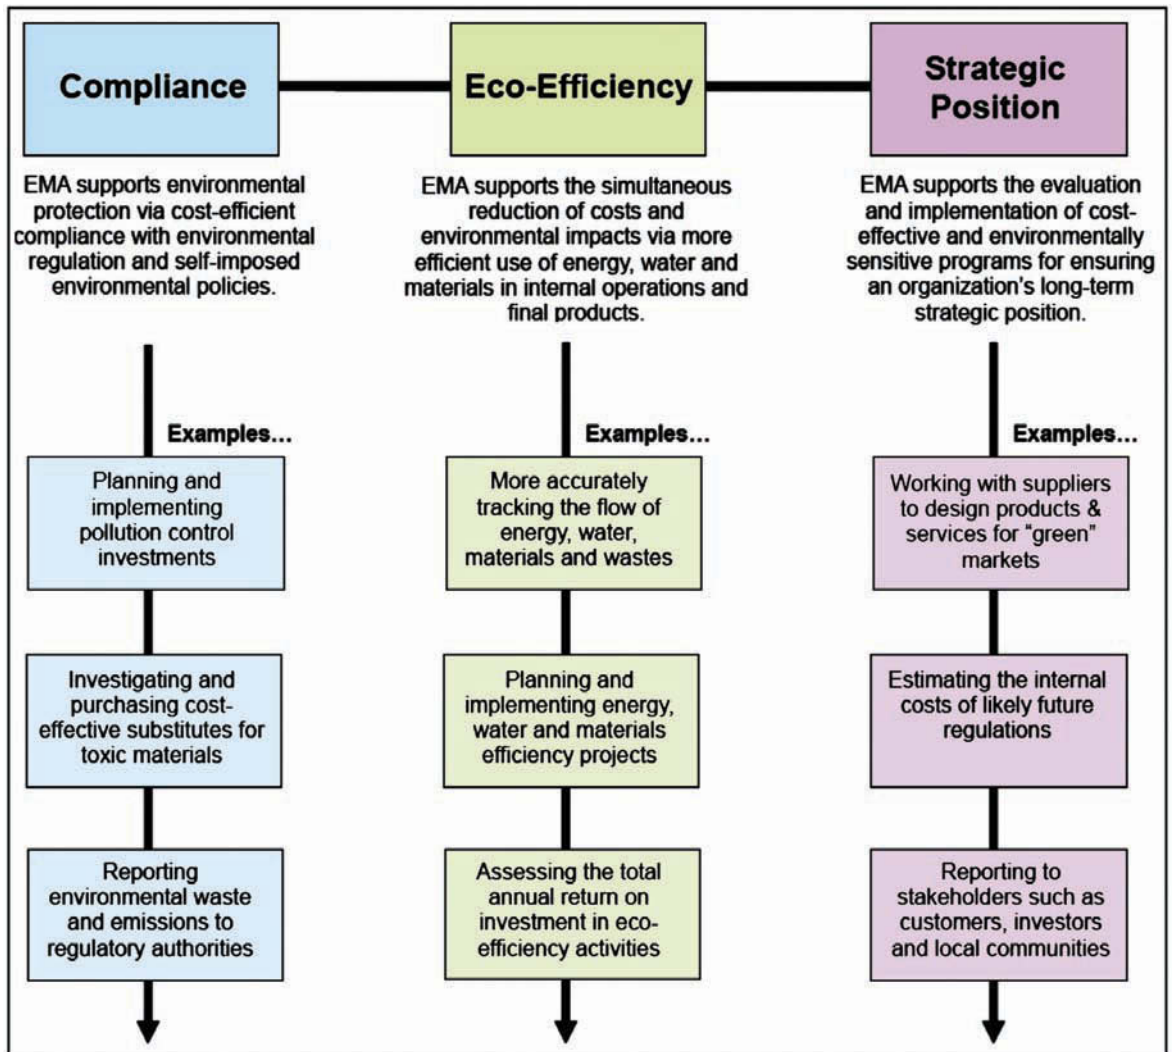 Compliance
Eco-Efficiency
Strategic
Position
EMA supports environmental
protection via cost-efficient
compliance with environmental
regulation and self-imposed
environmental policies.
EMA supports the simultaneous
reduction of costs and
environmental impacts via more
efficient use of energy, water and
materials in internal operations and
final products.
EMA supports the evaluation
and implementation of cost-
effective and environmentally
sensitive programs for ensuring
an organization's long-term
strategic position.
Examples...
Planning and
implementing
pollution control
investments
Investigating and
purchasing cost-
effective substitutes for
toxic materials
Reporting
environmental waste
and emissions to
regulatory authorities
Examples...
More accurately
tracking the flow of
energy, water,
materials and wastes
Planning and
implementing energy,
water and materials
efficiency projects
Assessing the total
annual return on
investment in eco-
efficiency activities
Examples...
Working with suppliers
to design products &
services for “green”
markets
Estimating the internal
costs of likely future
regulations
Reporting to
stakeholders such as
customers, investors
and local communities